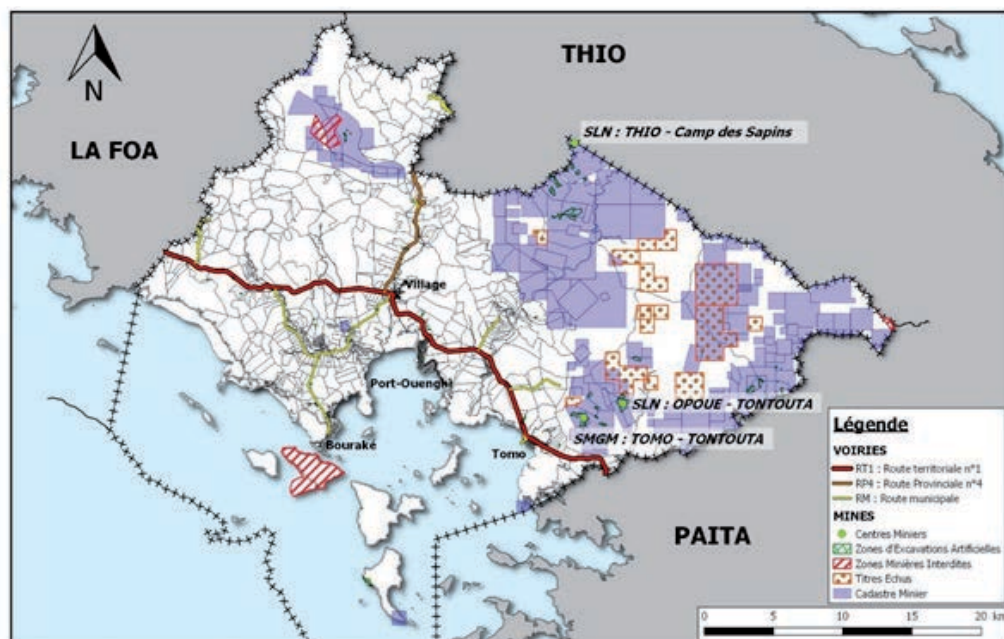 THIO
N
SLN : THIO - Camp des Sapins
LA FOA
Village
Port-Ouenghi
SLN : OPOUE - TONTOUTA
SMGM : TOMO - TONTOUTA
Bouraké
Tomo
PAITA
Légende
VOIRIES
RT1 : Route territoriale n°1
RP4 : Route Provinciale n°4
RM : Route municipale
MINES
Centres Miniers
Zones d'Excavations Artificielles
Zones Minières Interdites
Titres Echus
Cadastre Minier
0 5 10 15 20 km